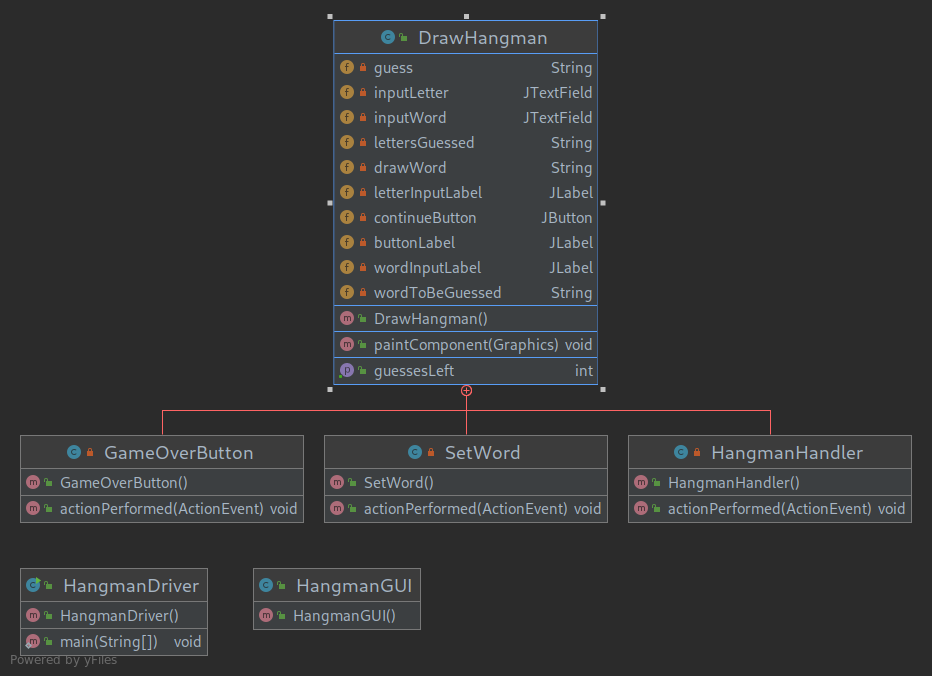 DrawHangman
guess String
inputLetter JTextField
inputWord JTextField
lettersGuessed String
drawWord String
letterInputLabel JLabel
continueButton JButton
buttonLabel JLabel
wordInputLabel JLabel
wordToBeGuessed String
DrawHangman()
paintComponent(Graphics) void
guessesLeft int
GameOverButton
GameOverButton()
actionPerformed(ActionEvent) void
SetWord
SetWord()
actionPerformed(ActionEvent) void
HangmanHandler
HangmanHandler()
actionPerformed(ActionEvent) void
HangmanDriver
HangmanDriver()
main(String[]) void
HangmanGUI
HangmanGUI()
Powered by yFiles